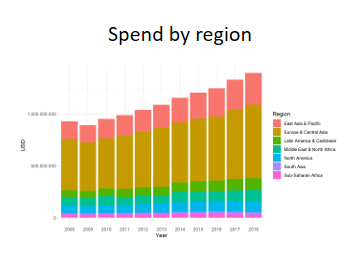 Spend by region
USD
1.000.000.000
500.000.000
0
2008 2009 2010 2011 2012 2013 2014 2015 2016 2017 2018
Year
Region
East Asia & Pacific
Europe & Central Asia
Latin America & Caribbean
Middle East & North Africa
North America
South Asia
Sub-Saharan Africa